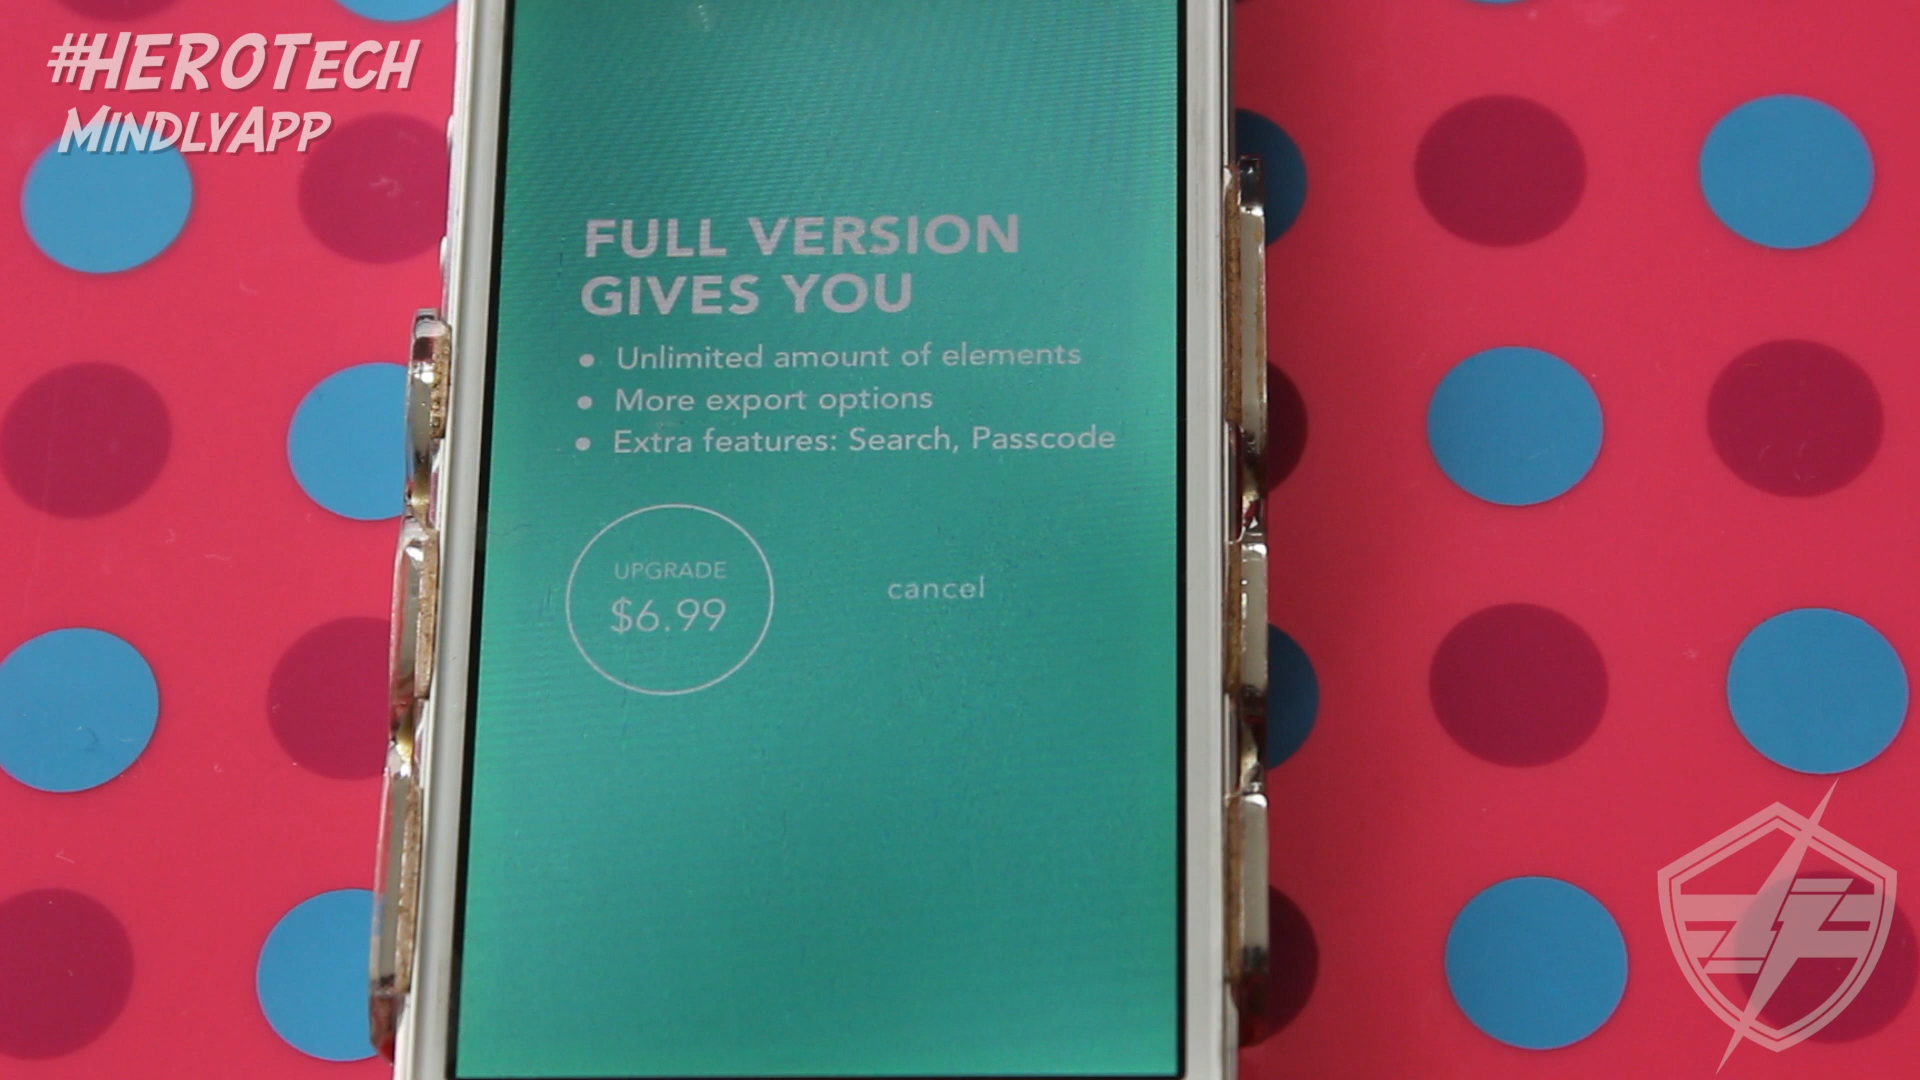 #HEROTECH
MINDLYAPP
FULL VERSION
GIVES YOU
• Unlimited amount of elements
• More export options
• Extra features: Search, Passcode
UPGRADE
$6.99
cancel